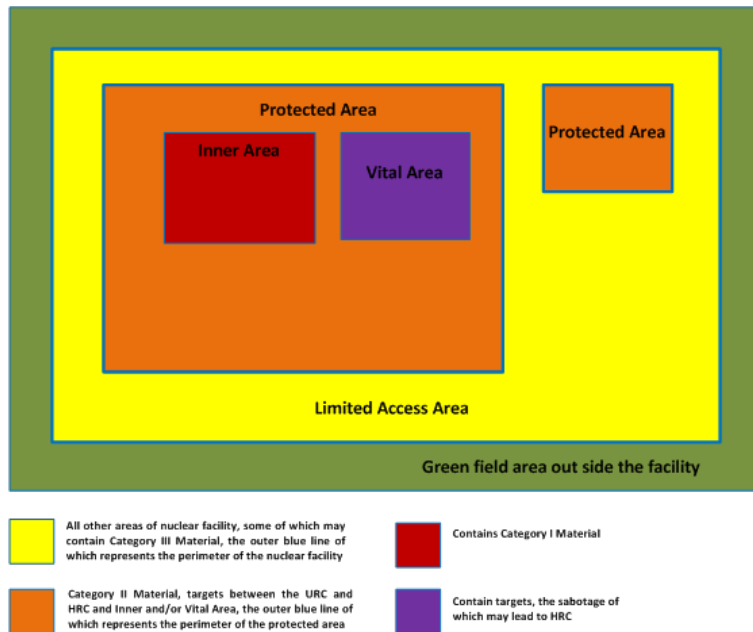 Protected Area
Protected Area
Inner Area
Vital Area
Limited Access Area
Green field area out side the facility
All other areas of nuclear facility, some of which may
contain Category III Material, the outer blue line of
which represents the perimeter of the nuclear facility
Contains Category I Material
Category II Material, targets between the URC and
HRC and Inner and/or Vital Area, the outer blue line of
which represents the perimeter of the protected area
Contain targets, the sabotage of
which may lead to HRC